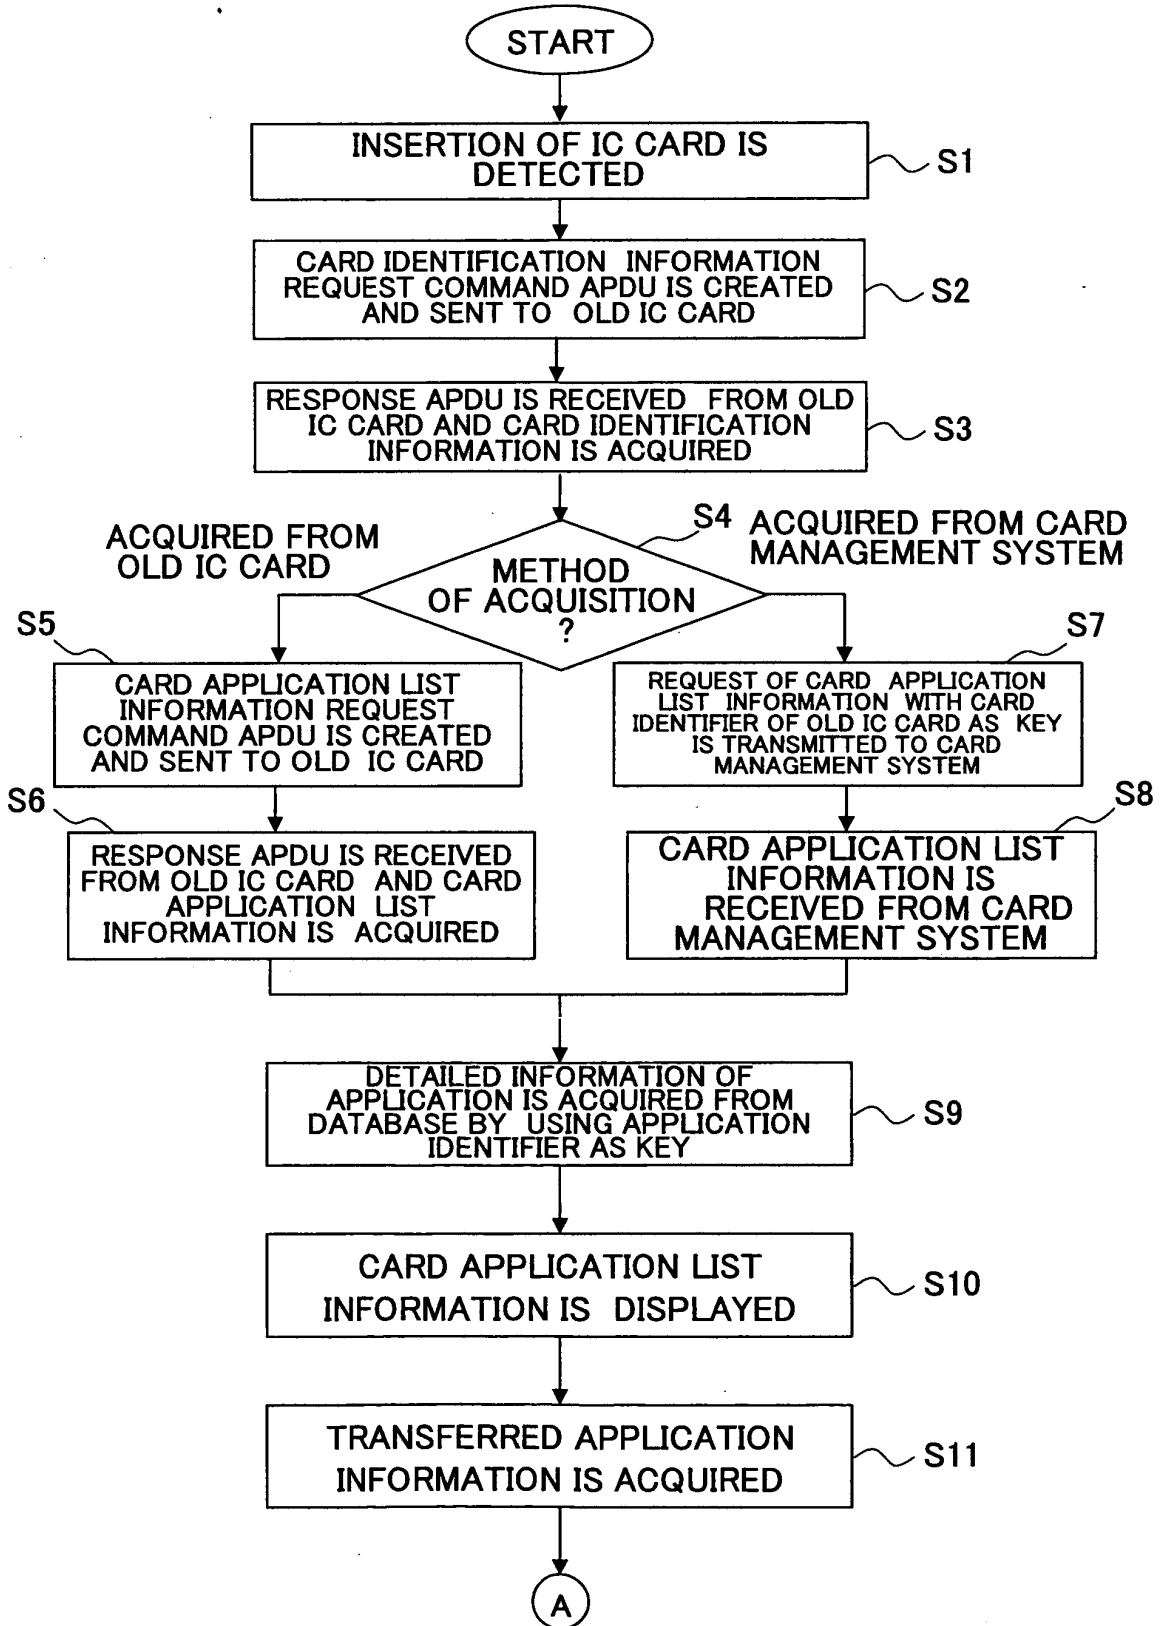 START
INSERTION OF IC CARD IS
DETECTED
S1
CARD IDENTIFICATION INFORMATION
REQUEST COMMAND APDU IS CREATED
AND SENT TO OLD IC CARD
S2
RESPONSE APDU IS RECEIVED FROM OLD
IC CARD AND CARD IDENTIFICATION
INFORMATION IS ACQUIRED
S3
S4
METHOD
OF ACQUISITION
?
ACQUIRED FROM
OLD IC CARD
ACQUIRED FROM CARD
MANAGEMENT SYSTEM
S5
CARD APPLICATION LIST
INFORMATION REQUEST
COMMAND APDU IS CREATED
AND SENT TO OLD IC CARD
S6
RESPONSE APDU IS RECEIVED
FROM OLD IC CARD AND CARD
APPLICATION LIST
INFORMATION IS ACQUIRED
S7
REQUEST OF CARD APPLICATION
LIST INFORMATION WITH CARD
IDENTIFIER OF OLD IC CARD AS KEY
IS TRANSMITTED TO CARD
MANAGEMENT SYSTEM
S8
CARD APPLICATION LIST
INFORMATION IS
RECEIVED FROM CARD
MANAGEMENT SYSTEM
DETAILED INFORMATION OF
APPLICATION IS ACQUIRED FROM
DATABASE BY USING APPLICATION
IDENTIFIER AS KEY
S9
CARD APPLICATION LIST
INFORMATION IS DISPLAYED
S10
TRANSFERRED APPLICATION
INFORMATION IS ACQUIRED
S11
A